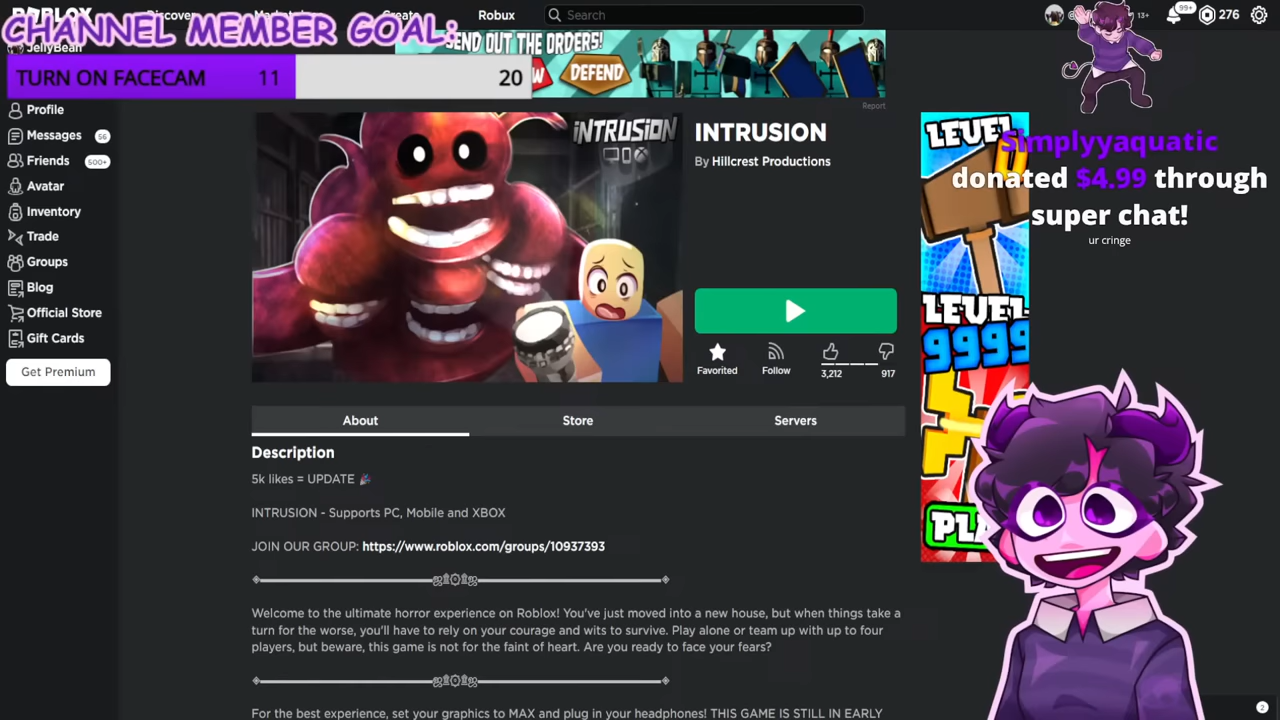 CHANNEL MEMBER GOAL:
TURN ON FACECAM 11 20
Create
Robux
Search
13+
99+
276
JellyBean
SEND OUT THE ORDERS!
DEFEND
Report
Profile
Messages 56
Friends 500+
Avatar
Inventory
Trade
Groups
Blog
Official Store
Gift Cards
Get Premium
INTRUSION
INTRUSION
By Hillcrest Productions
Favorited
Follow
3,212
917
LEVEL
LEVEL
9999
Simplyyaquatic
donated $4.99 through
super chat!
ur cringe
About
Store
Servers
Description
5k likes = UPDATE 🎉
INTRUSION - Supports PC, Mobile and XBOX
JOIN OUR GROUP: https://www.roblox.com/groups/10937393
Welcome to the ultimate horror experience on Roblox! You've just moved into a new house, but when things take a
turn for the worse, you'll have to rely on your courage and wits to survive. Play alone or team up with up to four
players, but beware, this game is not for the faint of heart. Are you ready to face your fears?
For the best experience, set your graphics to MAX and plug in your headphones! THIS GAME IS STILL IN EARLY
2